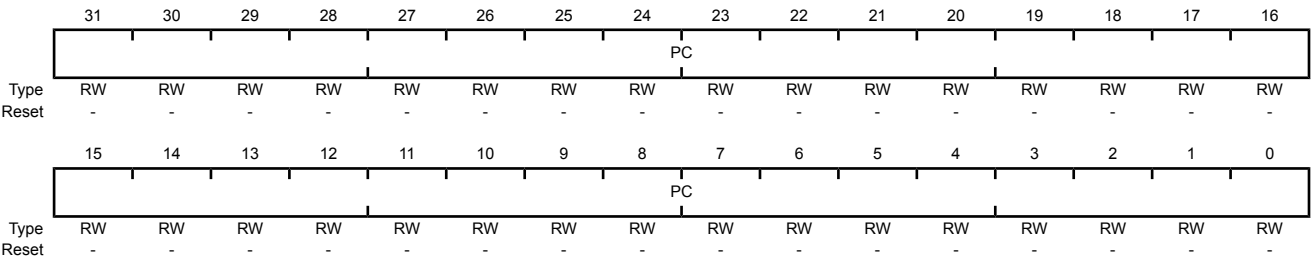 31 30 29 28 27 26 25 24 23 22 21 20 19 18 17 16
PC
Type RW RW RW RW RW RW RW RW RW RW RW RW RW RW RW RW
Reset - - - - - - - - - - - - - - - -
15 14 13 12 11 10 9 8 7 6 5 4 3 2 1 0
PC
Type RW RW RW RW RW RW RW RW RW RW RW RW RW RW RW RW
Reset - - - - - - - - - - - - - - - -